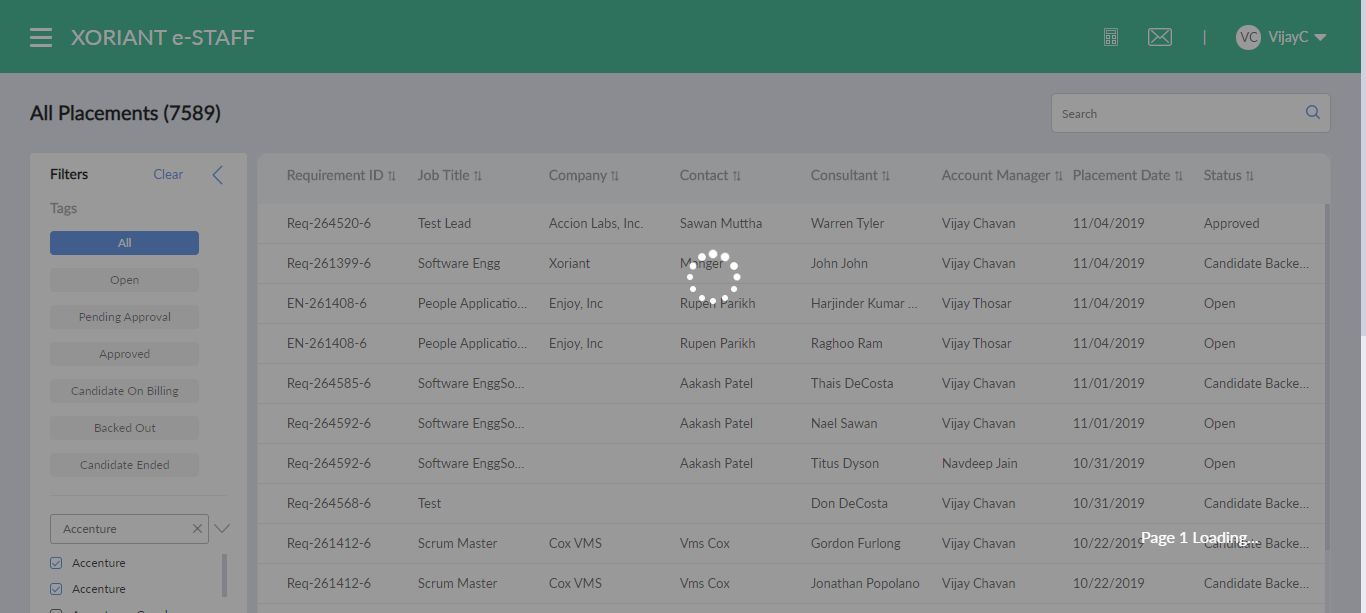 XORIANT e-STAFF
|
VC VijayC
All Placements (7589)
Search
Filters Clear
Tags
All
Open
Pending Approval
Approved
Candidate On Billing
Backed Out
Candidate Ended
Accenture
Accenture
Accenture
Requirement ID Job Title Company Contact Consultant Account Manager Placement Date Status
Req-264520-6 Test Lead Accion Labs, Inc. Sawan Muttha Warren Tyler Vijay Chavan 11/04/2019 Approved
Req-261399-6 Software Engg Xoriant Manger John John Vijay Chavan 11/04/2019 Candidate Backe...
EN-261408-6 People Applicatio... Enjoy, Inc Rupen Parikh Harjinder Kumar ... Vijay Thosar 11/04/2019 Open
EN-261408-6 People Applicatio... Enjoy, Inc Rupen Parikh Raghoo Ram Vijay Thosar 11/04/2019 Open
Req-264585-6 Software EnggSo... Aakash Patel Thais DeCosta Vijay Chavan 11/01/2019 Candidate Backe...
Req-264592-6 Software EnggSo... Aakash Patel Nael Sawan Vijay Chavan 11/01/2019 Open
Req-264592-6 Software EnggSo... Aakash Patel Titus Dyson Navdeep Jain 10/31/2019 Open
Req-264568-6 Test Don DeCosta Vijay Chavan 10/31/2019 Candidate Backe...
Req-261412-6 Scrum Master Cox VMS Vms Cox Gordon Furlong Vijay Chavan 10/22/2019 Candidate Backe...
Page 1 Loading...
Req-261412-6 Scrum Master Cox VMS Vms Cox Jonathan Popolano Vijay Chavan 10/22/2019 Candidate Backe...